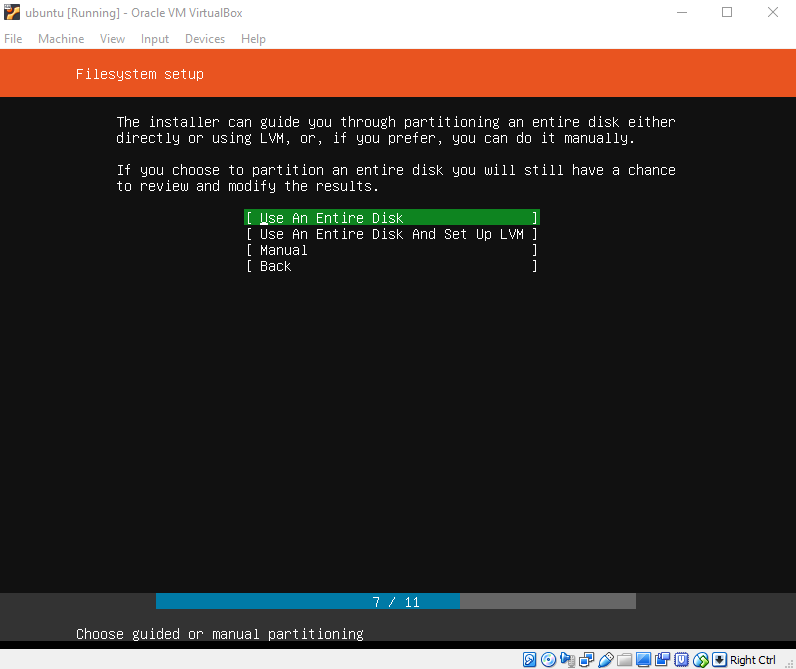 ubuntu [Running] - Oracle VM VirtualBox
File Machine View Input Devices Help
Filesystem setup
The installer can guide you through partitioning an entire disk either
directly or using LVM, or, if you prefer, you can do it manually.
If you choose to partition an entire disk you will still have a chance
to review and modify the results.
[ Use An Entire Disk ]
[ Use An Entire Disk And Set Up LVM ]
[ Manual ]
[ Back ]
7 / 11
Choose guided or manual partitioning
Right Ctrl